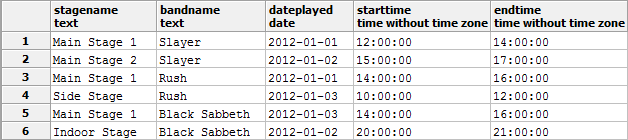 stagename bandname dateplayed starttime endtime
text text date time without time zone time without time zone
1 Main Stage 1 Slayer 2012-01-01 12:00:00 14:00:00
2 Main Stage 2 Slayer 2012-01-02 15:00:00 17:00:00
3 Main Stage 1 Rush 2012-01-01 14:00:00 16:00:00
4 Side Stage Rush 2012-01-03 10:00:00 12:00:00
5 Main Stage 1 Black Sabbeth 2012-01-03 14:00:00 16:00:00
6 Indoor Stage Black Sabbeth 2012-01-02 20:00:00 21:00:00